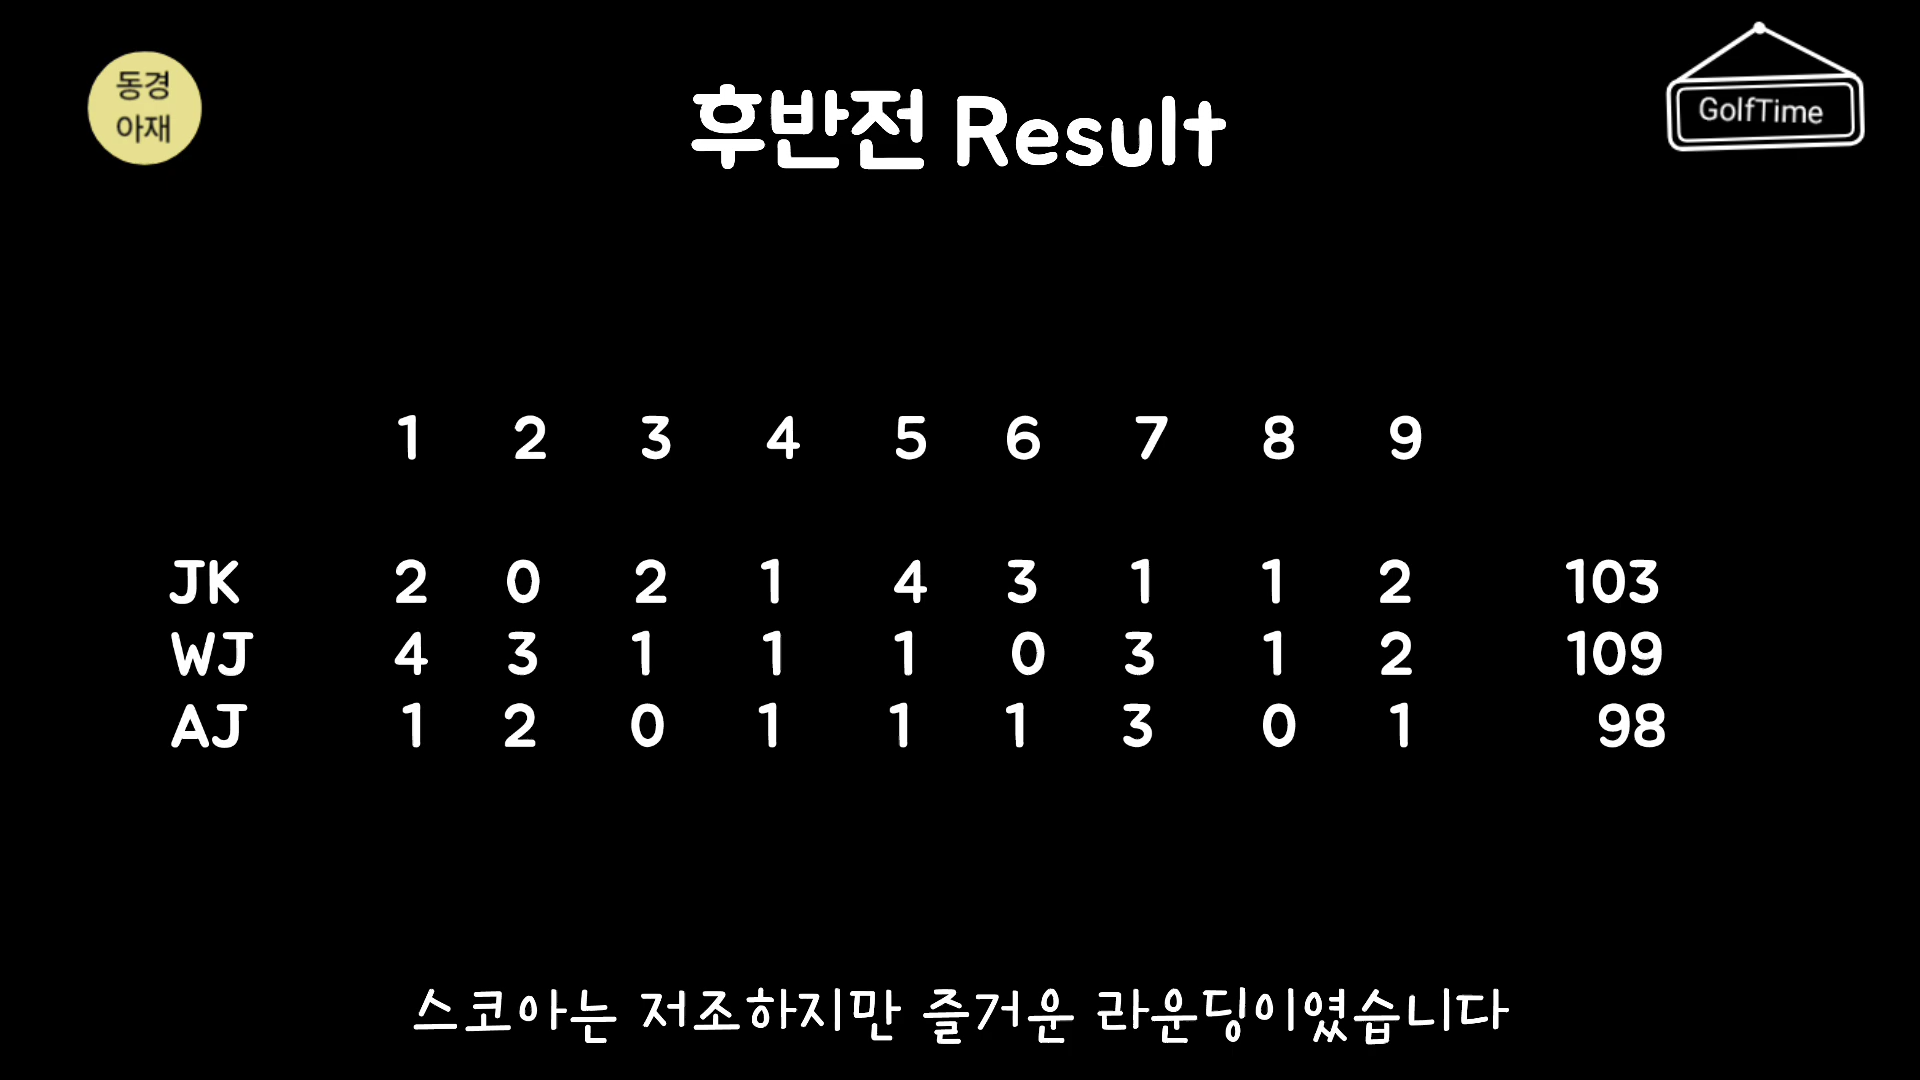 동경
아재
후반전 Result
GolfTime
1 2 3 4 5 6 7 8 9
JK 2 0 2 1 4 3 1 1 2 103
WJ 4 3 1 1 1 0 3 1 2 109
AJ 1 2 0 1 1 1 3 0 1 98
스코아는 저조하지만 즐거운 라운딩이였습니다